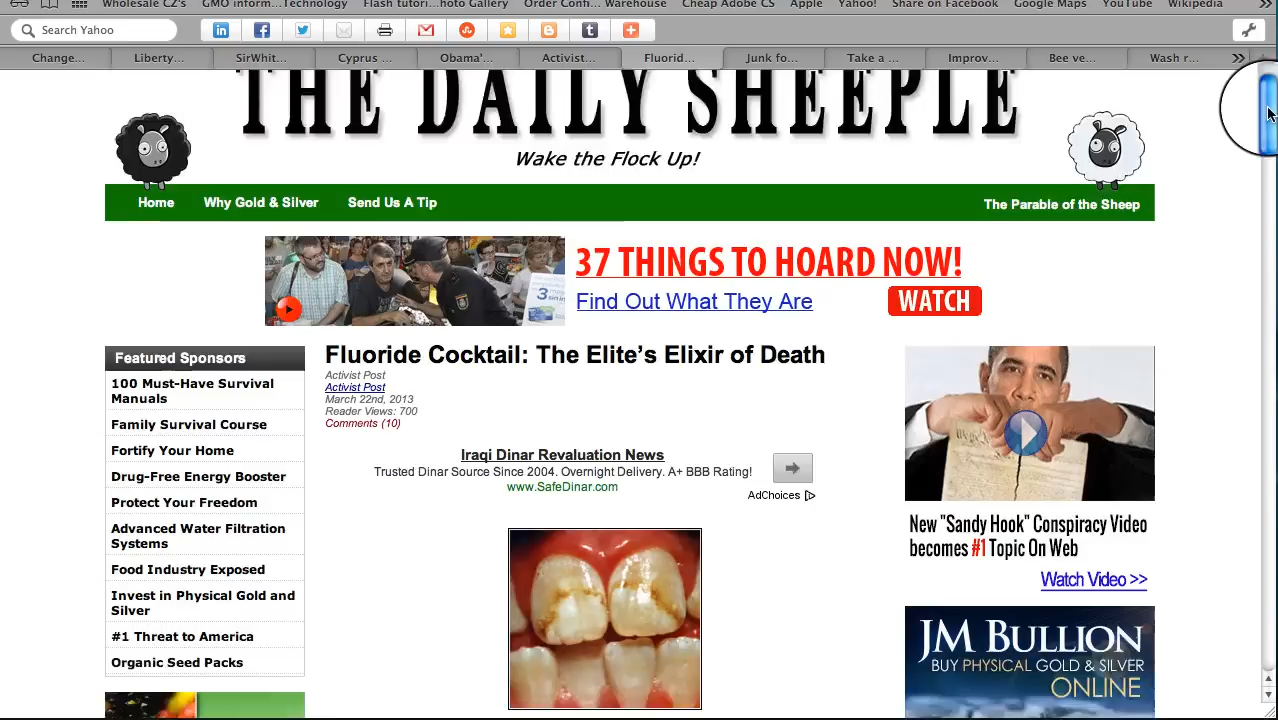 Wholesale CZ's GMO inform...Technology Flash tutori...hoto Gallery Order Confi... Warehouse Cheap Adobe CS Apple Yahoo! Share on Facebook Google Maps YouTube Wikipedia
Search Yahoo
Change... Liberty... SirWhit... Cyprus ... Obama'... Activist... Fluorid... Junk fo... Take a ... Improv... Bee ve... Wash r...
THE DAILY SHEEPLE
Wake the Flock Up!
Home Why Gold & Silver Send Us A Tip The Parable of the Sheep
37 THINGS TO HOARD NOW!
Find Out What They Are WATCH
Featured Sponsors
100 Must-Have Survival
Manuals
Family Survival Course
Fortify Your Home
Drug-Free Energy Booster
Protect Your Freedom
Advanced Water Filtration
Systems
Food Industry Exposed
Invest in Physical Gold and
Silver
#1 Threat to America
Organic Seed Packs
Fluoride Cocktail: The Elite's Elixir of Death
Activist Post
Activist Post
March 22nd, 2013
Reader Views: 700
Comments (10)
Iraqi Dinar Revaluation News
Trusted Dinar Source Since 2004. Overnight Delivery. A+ BBB Rating!
www.SafeDinar.com
AdChoices
New "Sandy Hook" Conspiracy Video
becomes #1 Topic On Web
Watch Video >>
JM BULLION
BUY PHYSICAL GOLD & SILVER
ONLINE